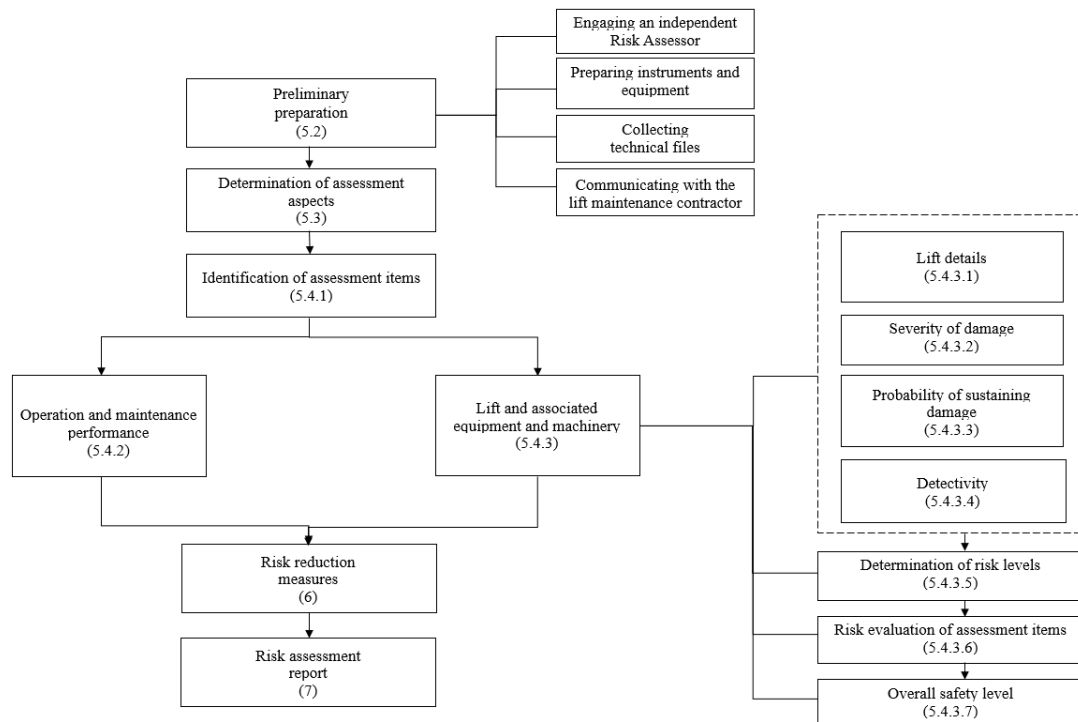 Engaging an independent
Risk Assessor
Preliminary
preparation
(5.2)
Preparing instruments and
equipment
Collecting
technical files
Communicating with the
lift maintenance contractor
Determination of assessment
aspects
(5.3)
Identification of assessment items
(5.4.1)
Operation and maintenance
performance
(5.4.2)
Lift and associated
equipment and machinery
(5.4.3)
Lift details
(5.4.3.1)
Severity of damage
(5.4.3.2)
Probability of sustaining
damage
(5.4.3.3)
Detectivity
(5.4.3.4)
Determination of risk levels
(5.4.3.5)
Risk evaluation of assessment items
(5.4.3.6)
Overall safety level
(5.4.3.7)
Risk reduction
measures
(6)
Risk assessment
report
(7)